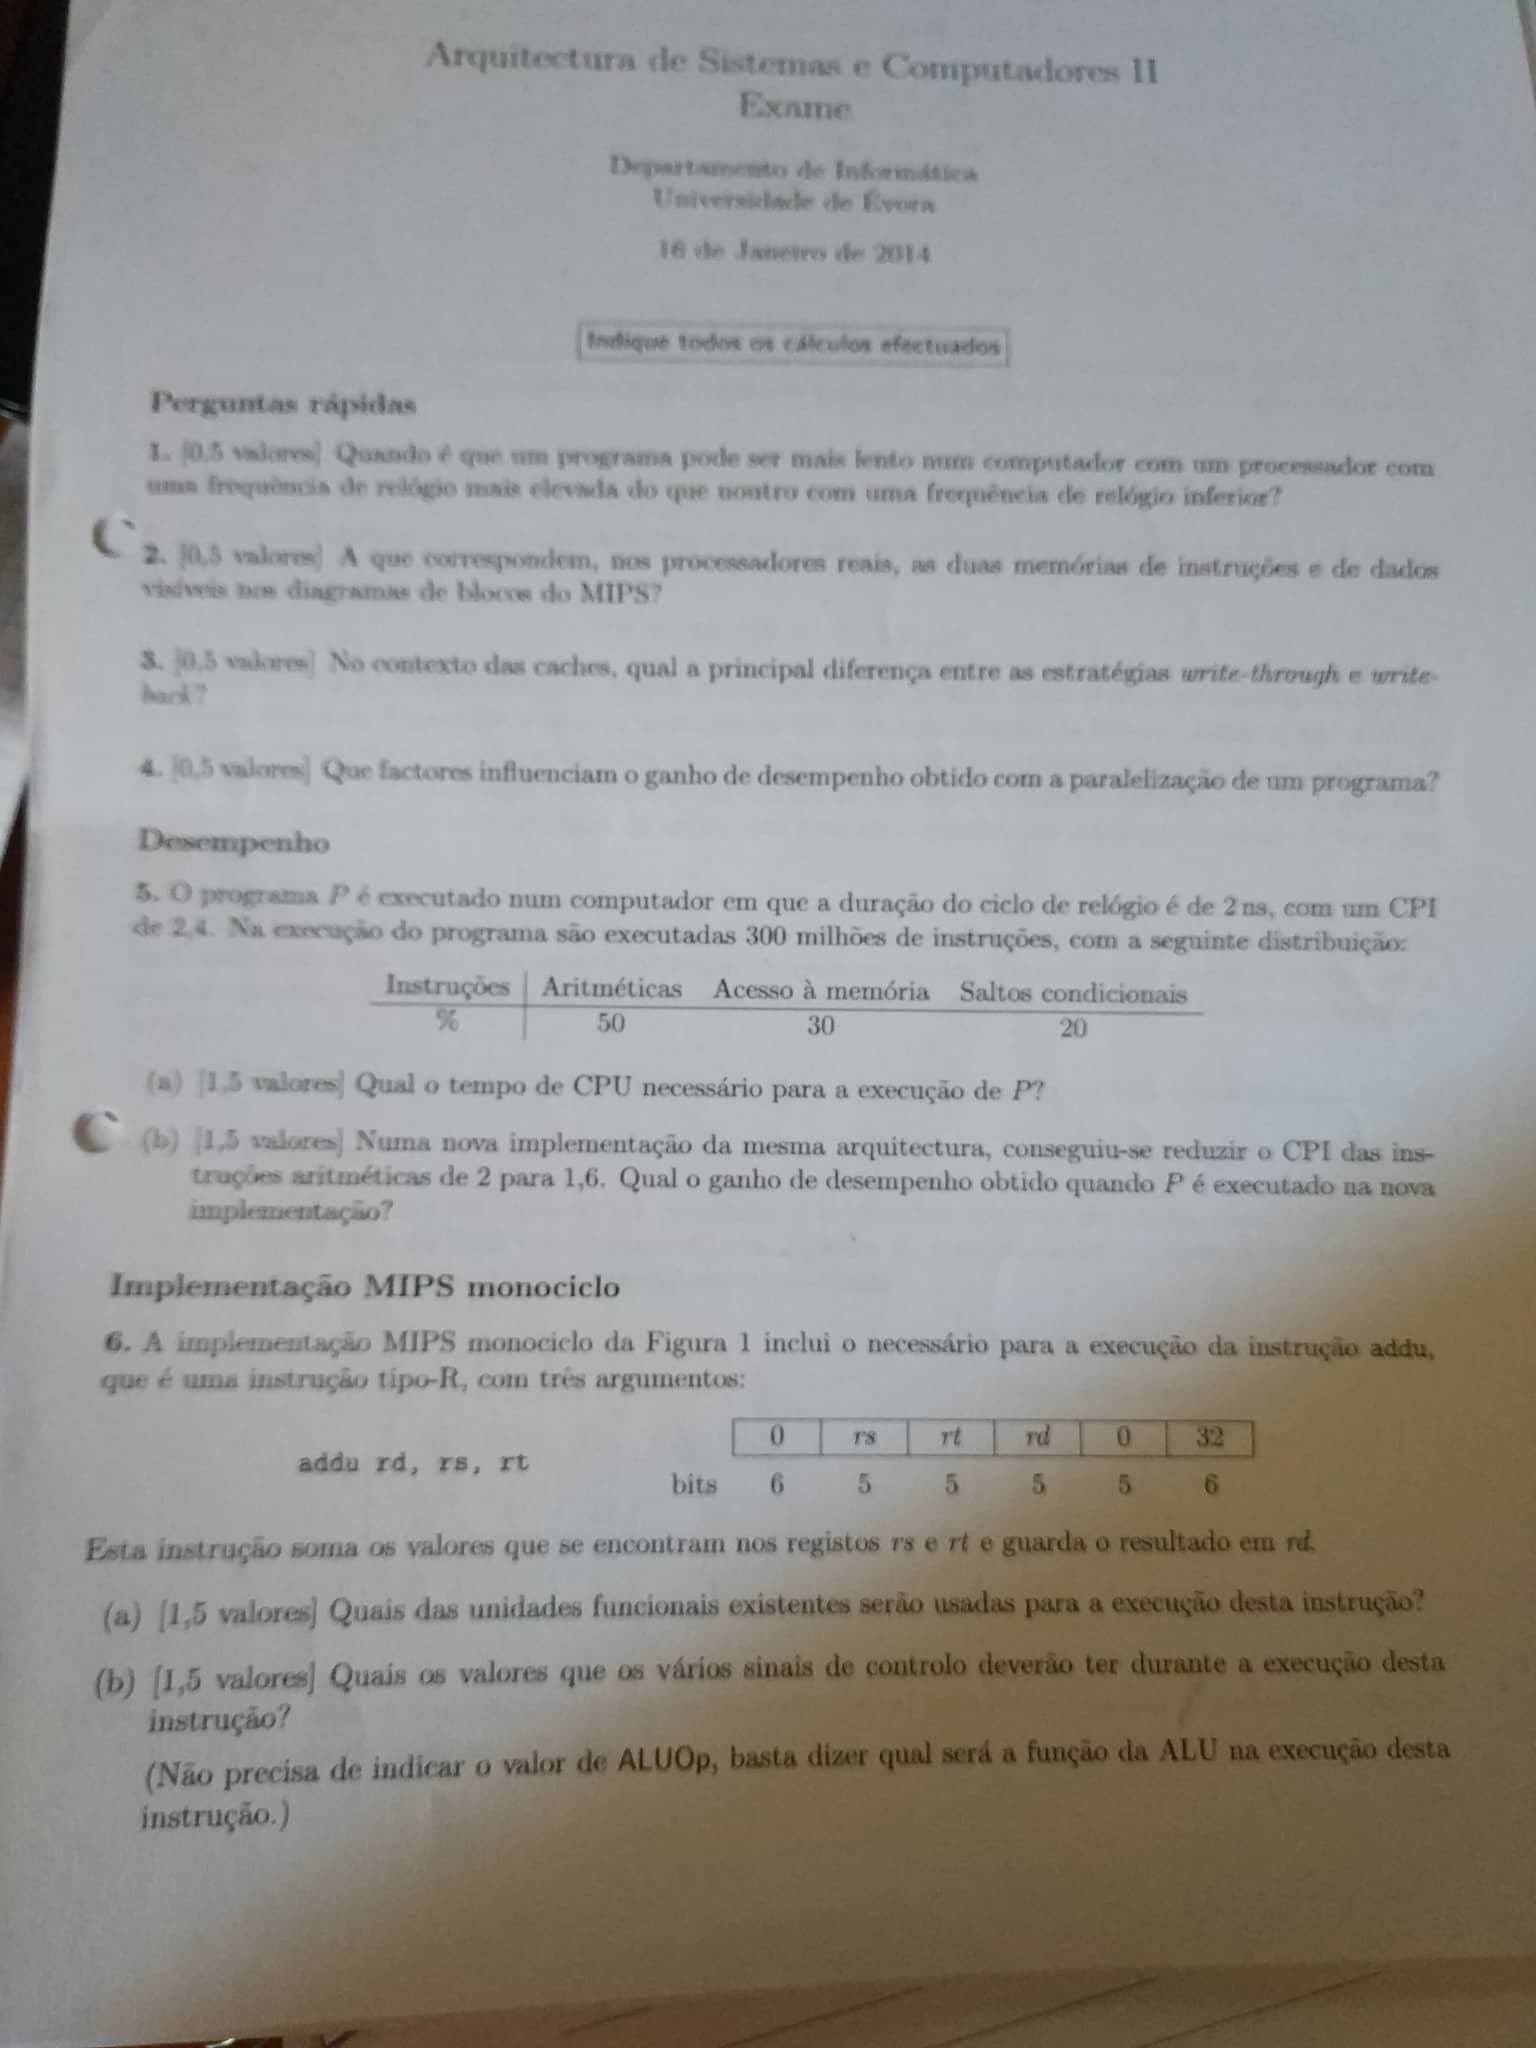 Arquitectura de Sistemas e Computadores II
Exame
Departamento de Informática
Universidade de Évora
16 de Janeiro de 2014
Indique todos os cálculos efectuados
Perguntas rápidas
1. [0,5 valores] Quando é que um programa pode ser mais lento num computador com um processador com
uma frequência de relógio mais elevada do que noutro com uma frequência de relógio inferior?
2. [0,5 valores] A que correspondem, nos processadores reais, as duas memórias de instruções e de dados
visíveis nos diagramas de blocos do MIPS?
3. [0,5 valores] No contexto das caches, qual a principal diferença entre as estratégias write-through e write-
back?
4. [0,5 valores] Que factores influenciam o ganho de desempenho obtido com a paralelização de um programa?
Desempenho
5. O programa P é executado num computador em que a duração do ciclo de relógio é de 2 ns, com um CPI
de 2,4. Na execução do programa são executadas 300 milhões de instruções, com a seguinte distribuição:
Instruções Aritméticas Acesso à memória Saltos condicionais
% 50 30 20
(a) [1,5 valores] Qual o tempo de CPU necessário para a execução de P?
(b) [1,5 valores] Numa nova implementação da mesma arquitectura, conseguiu-se reduzir o CPI das ins-
truções aritméticas de 2 para 1,6. Qual o ganho de desempenho obtido quando P é executado na nova
implementação?
Implementação MIPS monociclo
6. A implementação MIPS monociclo da Figura 1 inclui o necessário para a execução da instrução addu,
que é uma instrução tipo-R, com três argumentos:
0 rs rt rd 0 32
addu rd, rs, rt
bits 6 5 5 5 5 6
Esta instrução soma os valores que se encontram nos registos rs e rt e guarda o resultado em rd.
(a) [1,5 valores] Quais das unidades funcionais existentes serão usadas para a execução desta instrução?
(b) [1,5 valores] Quais os valores que os vários sinais de controlo deverão ter durante a execução desta
instrução?
(Não precisa de indicar o valor de ALUOp, basta dizer qual será a função da ALU na execução desta
instrução.)